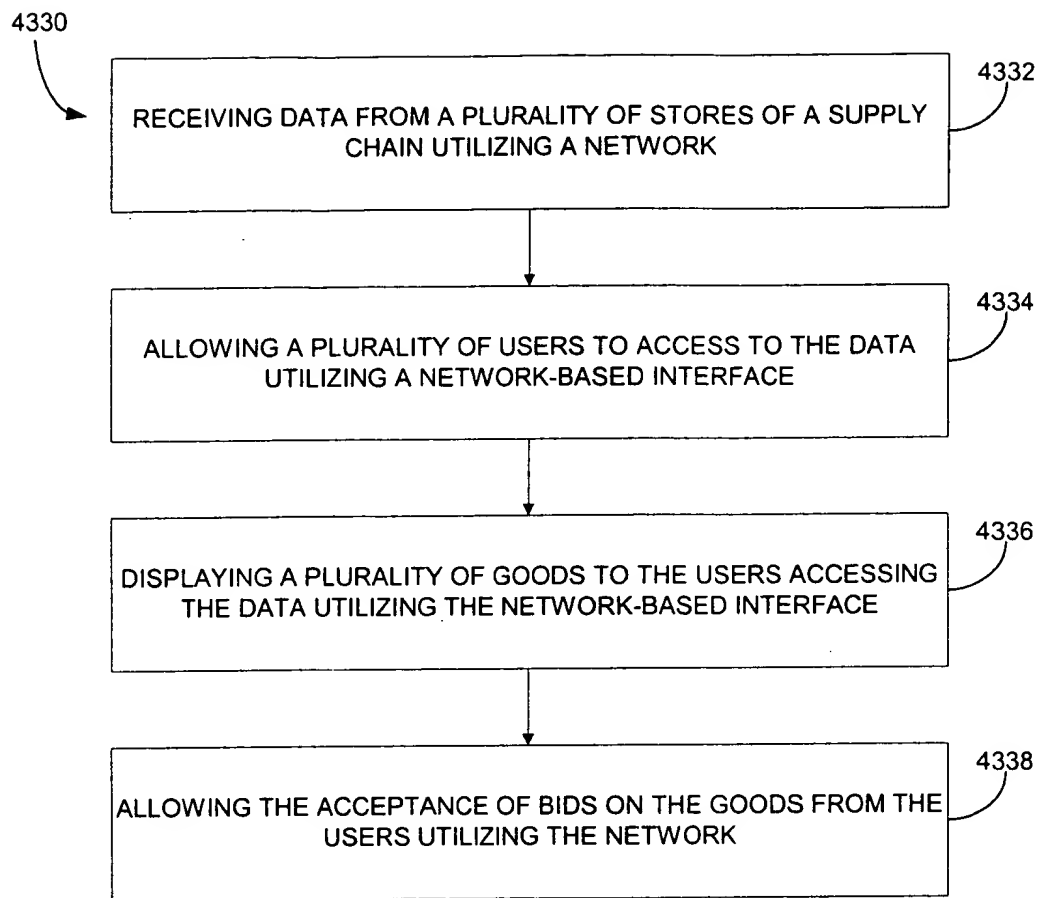 4330
4332
RECEIVING DATA FROM A PLURALITY OF STORES OF A SUPPLY
CHAIN UTILIZING A NETWORK
4334
ALLOWING A PLURALITY OF USERS TO ACCESS TO THE DATA
UTILIZING A NETWORK-BASED INTERFACE
4336
DISPLAYING A PLURALITY OF GOODS TO THE USERS ACCESSING
THE DATA UTILIZING THE NETWORK-BASED INTERFACE
4338
ALLOWING THE ACCEPTANCE OF BIDS ON THE GOODS FROM THE
USERS UTILIZING THE NETWORK